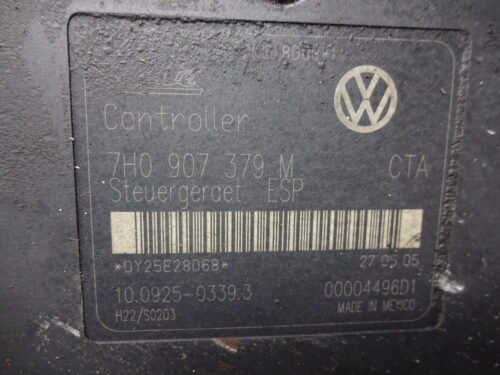 Controller
7H0 907 379 M CTA
Steuergeraet ESP
*0Y25E28D68* 27.05.05
10.0925-0339.3 00004496D1
H22/S0203 MADE IN MEXICO